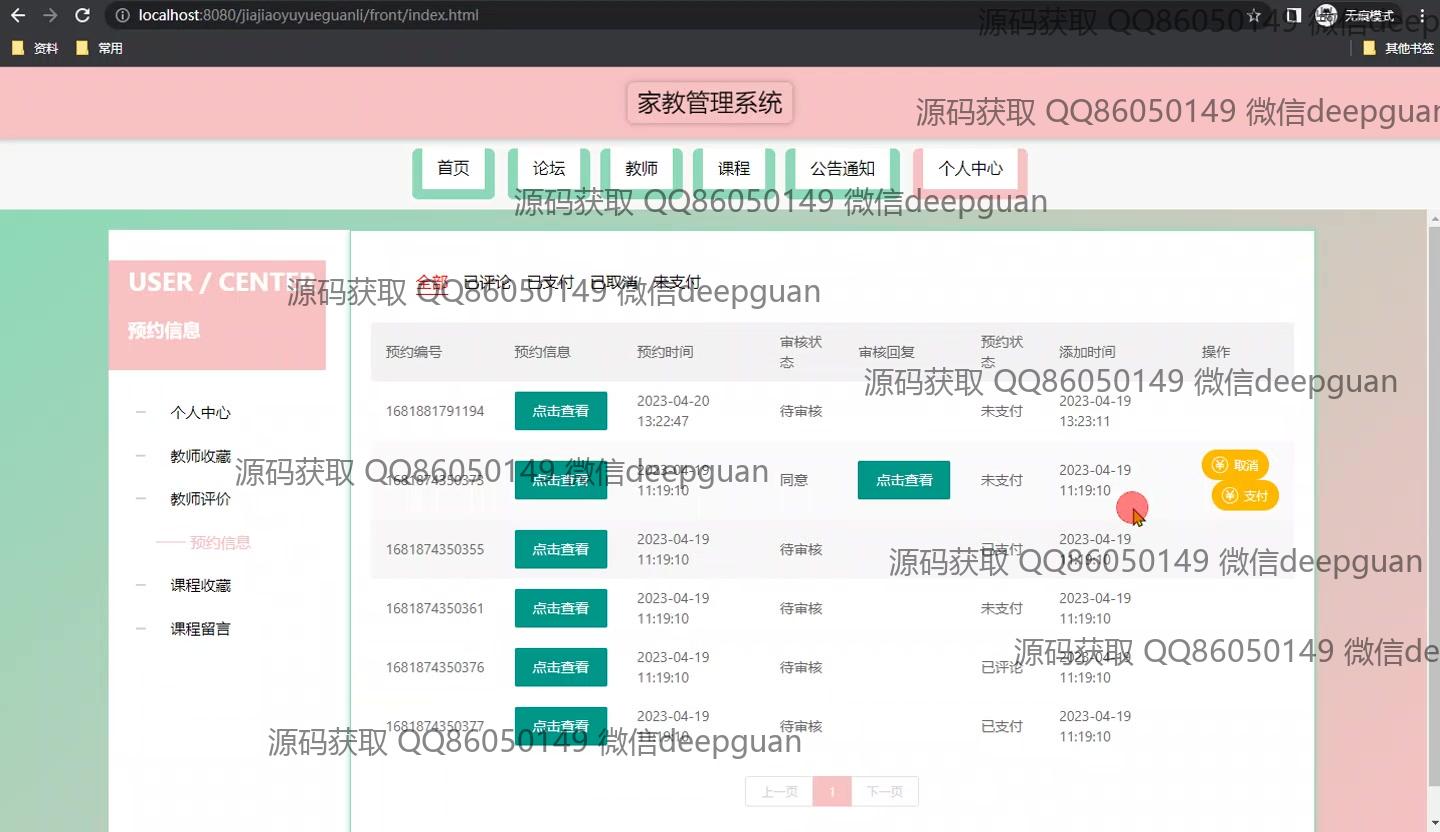 localhost:8080/jiajiaoyuyueguanli/front/index.html
无痕模式
资料
常用
其他书签
源码获取 QQ86050149 微信deep
家教管理系统
源码获取 QQ86050149 微信deepguan
首页
论坛
教师
课程
公告通知
个人中心
源码获取 QQ86050149 微信deepguan
USER / CENTER
预约信息
全部
已评论
已支付
已取消
未支付
源码获取 QQ86050149 微信deepguan
预约编号 预约信息 预约时间 审核状态 审核回复 预约状态 添加时间 操作
源码获取 QQ86050149 微信deepguan
1681881791194 点击查看 2023-04-20 13:22:47 待审核 未支付 2023-04-19 13:23:11
1681874350373 点击查看 2023-04-19 11:19:10 同意 点击查看 未支付 2023-04-19 11:19:10 取消 支付
源码获取 QQ86050149 微信deepguan
1681874350355 点击查看 2023-04-19 11:19:10 待审核 已支付 2023-04-19 11:19:10
源码获取 QQ86050149 微信deepguan
1681874350361 点击查看 2023-04-19 11:19:10 待审核 未支付 2023-04-19 11:19:10
1681874350376 点击查看 2023-04-19 11:19:10 待审核 已评论 2023-04-19 11:19:10
源码获取 QQ86050149 微信de
1681874350377 点击查看 2023-04-19 11:19:10 待审核 已支付 2023-04-19 11:19:10
源码获取 QQ86050149 微信deepguan
个人中心
教师收藏
教师评价
预约信息
课程收藏
课程留言
上一页
1
下一页